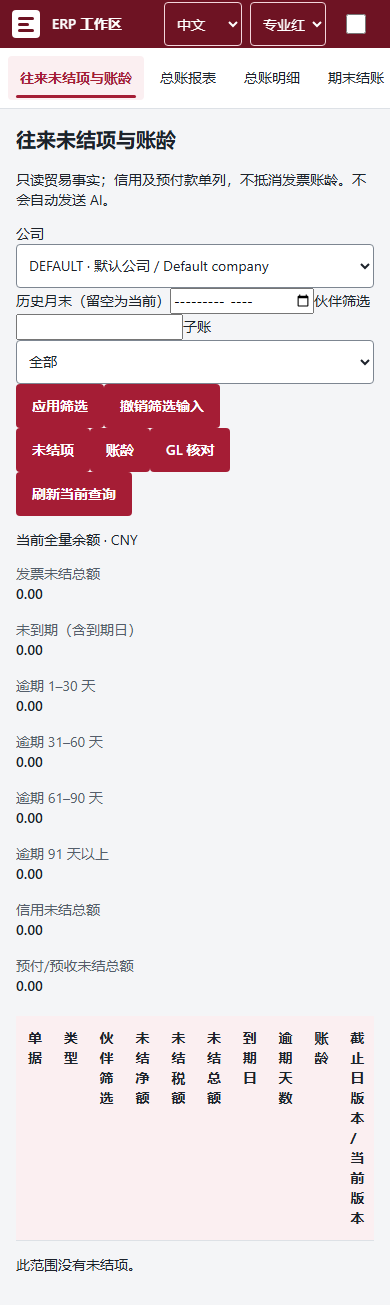 ERP 工作区 中文 专业红
往来未结项与账龄 总账报表 总账明细 期末结账
往来未结项与账龄
只读贸易事实；信用及预付款单列，不抵消发票账龄。不
会自动发送 AI。
公司
DEFAULT · 默认公司 / Default company
历史月末（留空为当前） --------- ---- 伙伴筛选
子账
全部
应用筛选 撤销筛选输入
未结项 账龄 GL 核对
刷新当前查询
当前全量余额 · CNY
发票未结总额
0.00
未到期（含到期日）
0.00
逾期 1–30 天
0.00
逾期 31–60 天
0.00
逾期 61–90 天
0.00
逾期 91 天以上
0.00
信用未结总额
0.00
预付/预收未结总额
0.00
单据 类型 伙伴筛选 未结净额 未结税额 未结总额 到期日 逾期天数 账龄 截止日版本/当前版本
此范围没有未结项。